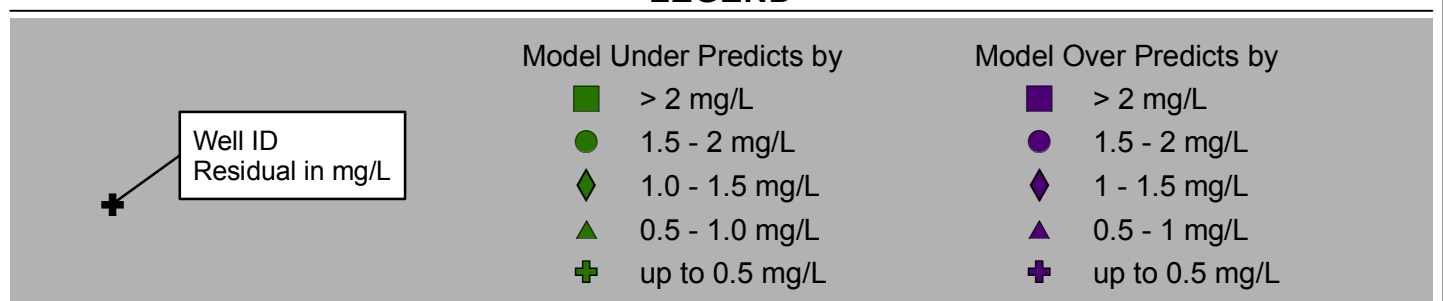 LEGEND
Well ID
Residual in mg/L
Model Under Predicts by
> 2 mg/L
1.5 - 2 mg/L
1.0 - 1.5 mg/L
0.5 - 1.0 mg/L
up to 0.5 mg/L
Model Over Predicts by
> 2 mg/L
1.5 - 2 mg/L
1 - 1.5 mg/L
0.5 - 1 mg/L
up to 0.5 mg/L